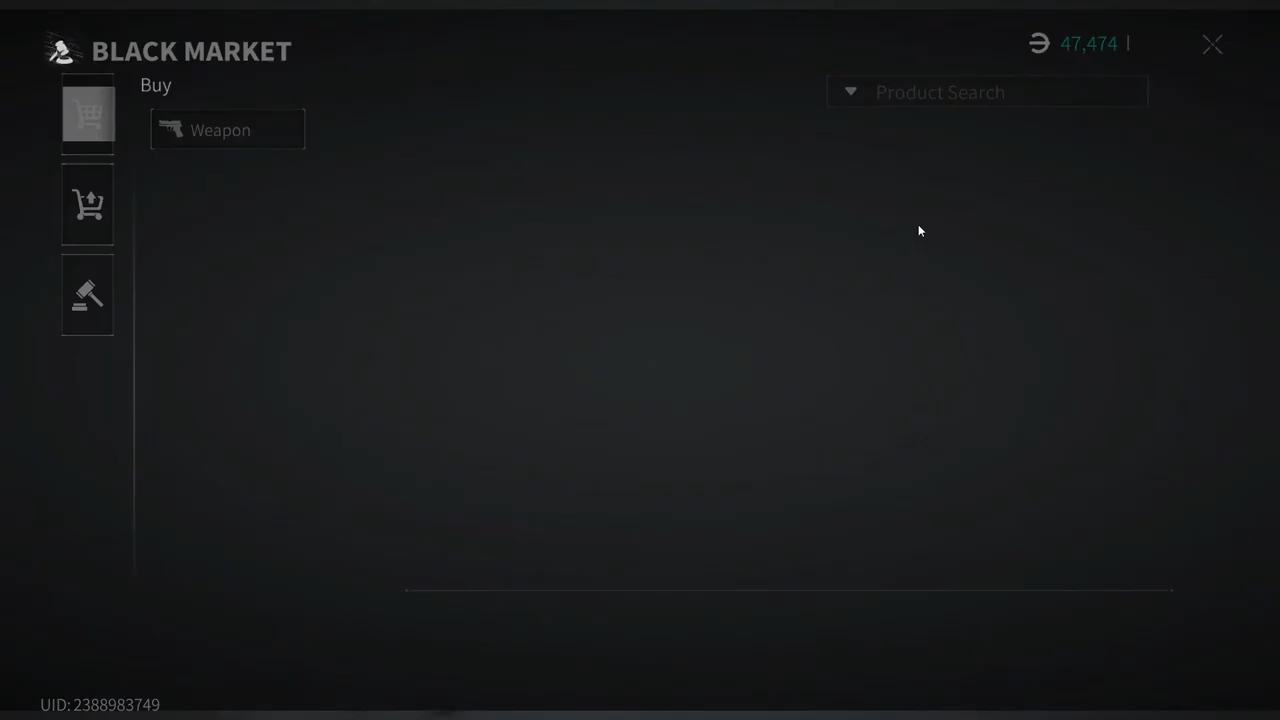 BLACK MARKET
47,474
Buy
Product Search
Weapon
UID: 2388983749